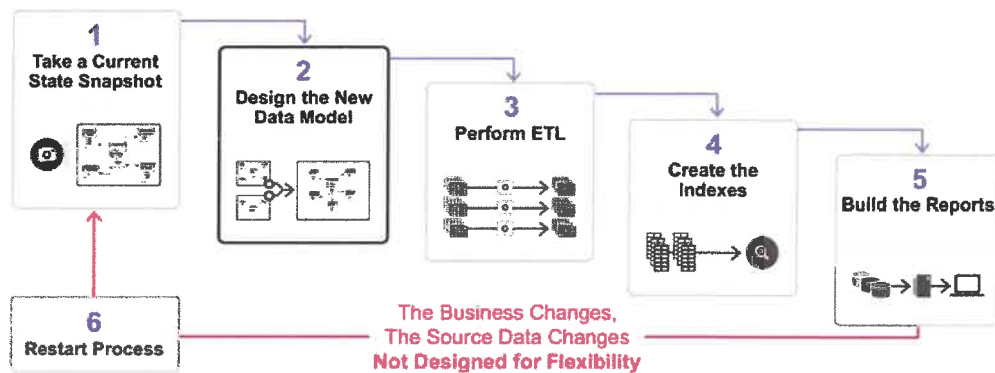 1
Take a Current
State Snapshot
2
Design the New
Data Model
3
Perform ETL
4
Create the
Indexes
5
Build the Reports
6
Restart Process
The Business Changes,
The Source Data Changes
Not Designed for Flexibility